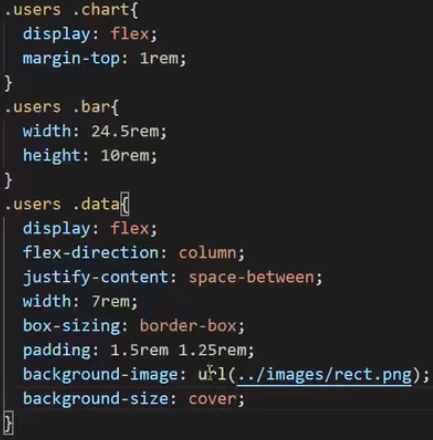 .users .chart{
display: flex;
margin-top: 1rem;
}
.users .bar{
width: 24.5rem;
height: 10rem;
}
.users .data{
display: flex;
flex-direction: column;
justify-content: space-between;
width: 7rem;
box-sizing: border-box;
padding: 1.5rem 1.25rem;
background-image: url(../images/rect.png);
background-size: cover;
}